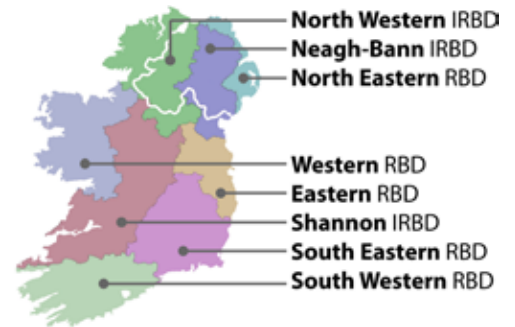 North Western IRBD
Neagh-Bann IRBD
North Eastern RBD
Western RBD
Eastern RBD
Shannon IRBD
South Eastern RBD
South Western RBD